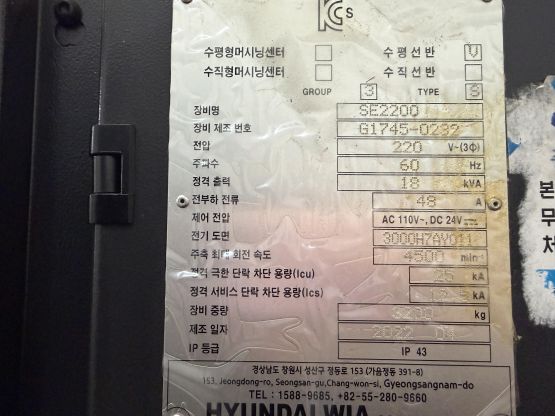 KCs
수평형머시닝센터 수평선반 V
수직형머시닝센터 수직선반
GROUP 3 TYPE S
장비명 SE2200
장비 제조 번호 G1745-0232
전압 220 V~(3Φ)
주파수 60 Hz
정격 출력 18 kVA
전부하 전류 48 A
제어 전압 AC 110V~, DC 24V
전기 도면 3000H7AY011
주축 최대 회전 속도 4500 min⁻¹
정격 극한 단락 차단 용량(Icu) 25 kA
정격 서비스 단락 차단 용량(Ics) kA
장비 중량 kg
제조 일자 2022 04
IP 등급 IP 43
경상남도 창원시 성산구 정동로 153 (가음정동 391-8)
153, Jeongdong-ro, Seongsan-gu, Chang-won-si, Gyeongsangnam-do
TEL : 1588-9685, +82-55-280-9660
HYUNDAI WIA
본
무
처